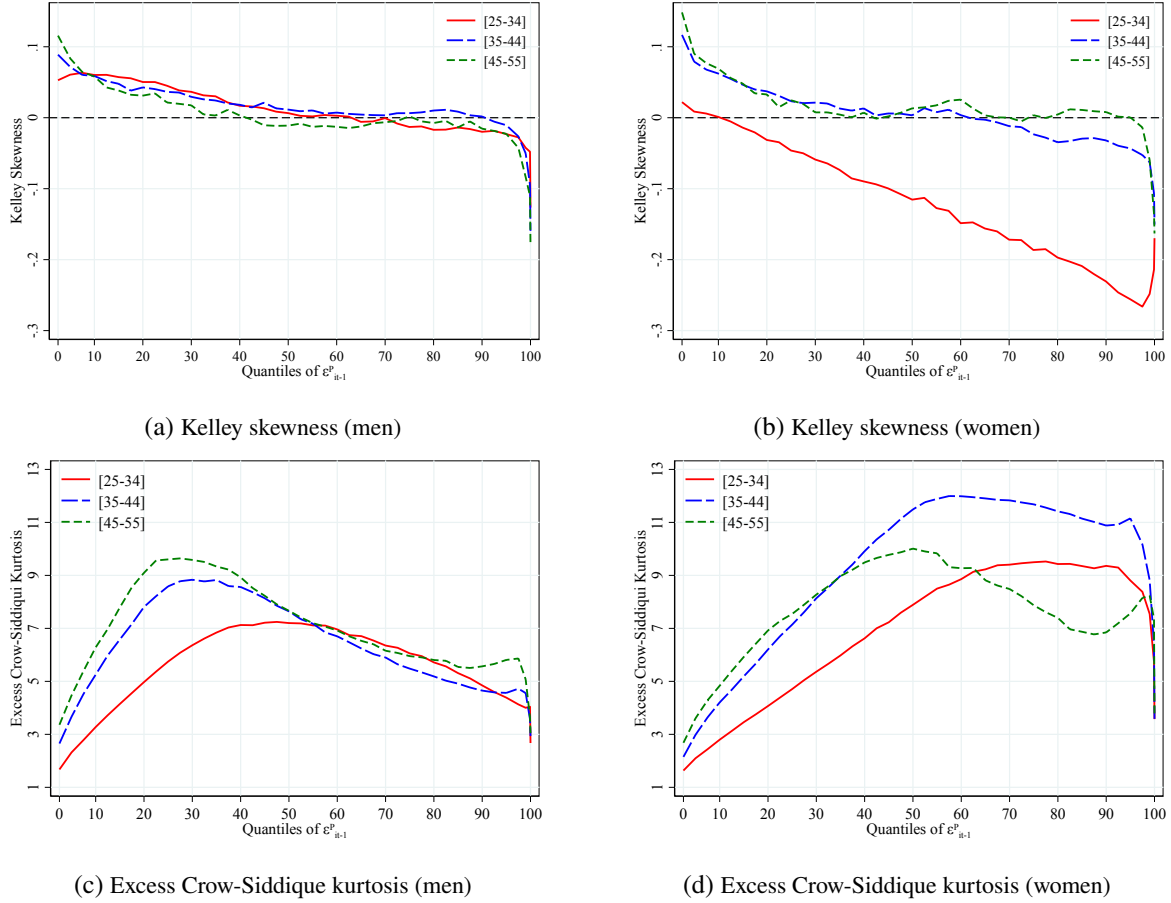 [25-34]
[35-44]
[45-55]
Kelley Skewness
.1
0
-.1
-.2
-.3
0 10 20 30 40 50 60 70 80 90 100
Quantiles of εᴾᵢₜ₋₁
(a) Kelley skewness (men)
[25-34]
[35-44]
[45-55]
Kelley Skewness
.1
0
-.1
-.2
-.3
0 10 20 30 40 50 60 70 80 90 100
Quantiles of εᴾᵢₜ₋₁
(b) Kelley skewness (women)
[25-34]
[35-44]
[45-55]
Excess Crow-Siddiqui Kurtosis
13
11
9
7
5
3
1
0 10 20 30 40 50 60 70 80 90 100
Quantiles of εᴾᵢₜ₋₁
(c) Excess Crow-Siddique kurtosis (men)
[25-34]
[35-44]
[45-55]
Excess Crow-Siddiqui Kurtosis
13
11
9
7
5
3
1
0 10 20 30 40 50 60 70 80 90 100
Quantiles of εᴾᵢₜ₋₁
(d) Excess Crow-Siddique kurtosis (women)